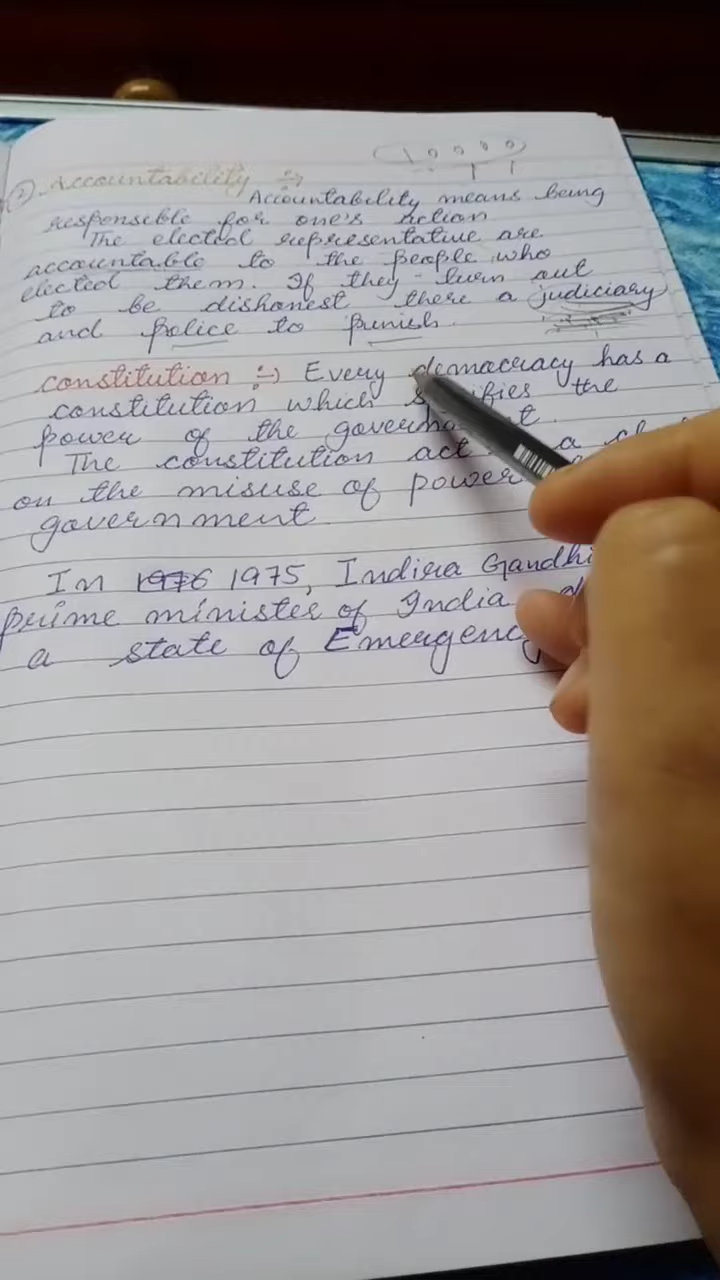 10000
② Accountability :-)
Accountability means being
responsible for one's action
The elected representative are
accountable to the people who
elected them. If they turn out
to be dishonest there a judiciary
and police to punish.
constitution :-) Every democracy has a
constitution which the
power of the
The constitution act a
on the misuse of power
government.
In 1976 1975, Indira Gandhi
prime minister of India
a state of Emergency